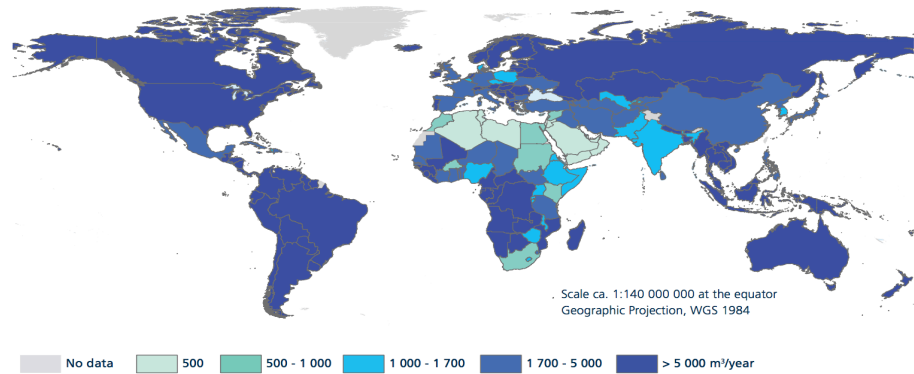 Scale ca. 1:140 000 000 at the equator
Geographic Projection, WGS 1984
No data 500 500 - 1 000 1 000 - 1 700 1 700 - 5 000 > 5 000 m³/year